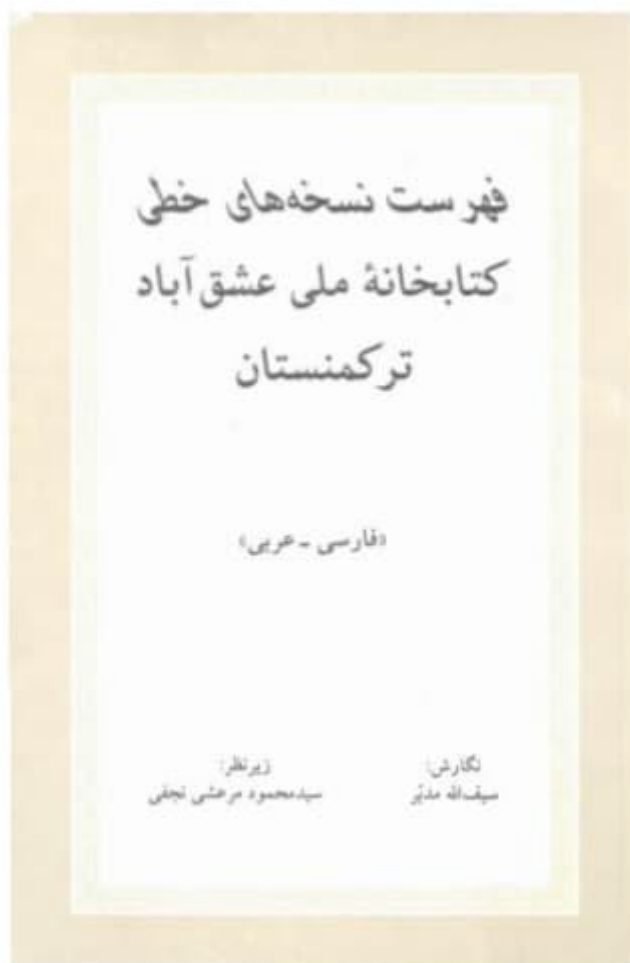 فهرست نسخه‌های خطی
کتابخانهٔ ملی عشق‌آباد
ترکمنستان
«فارسی ـ عربی»
نگارش:
سیف‌الله مدبّر
زیرنظر:
سیدمحمود مرعشی نجفی